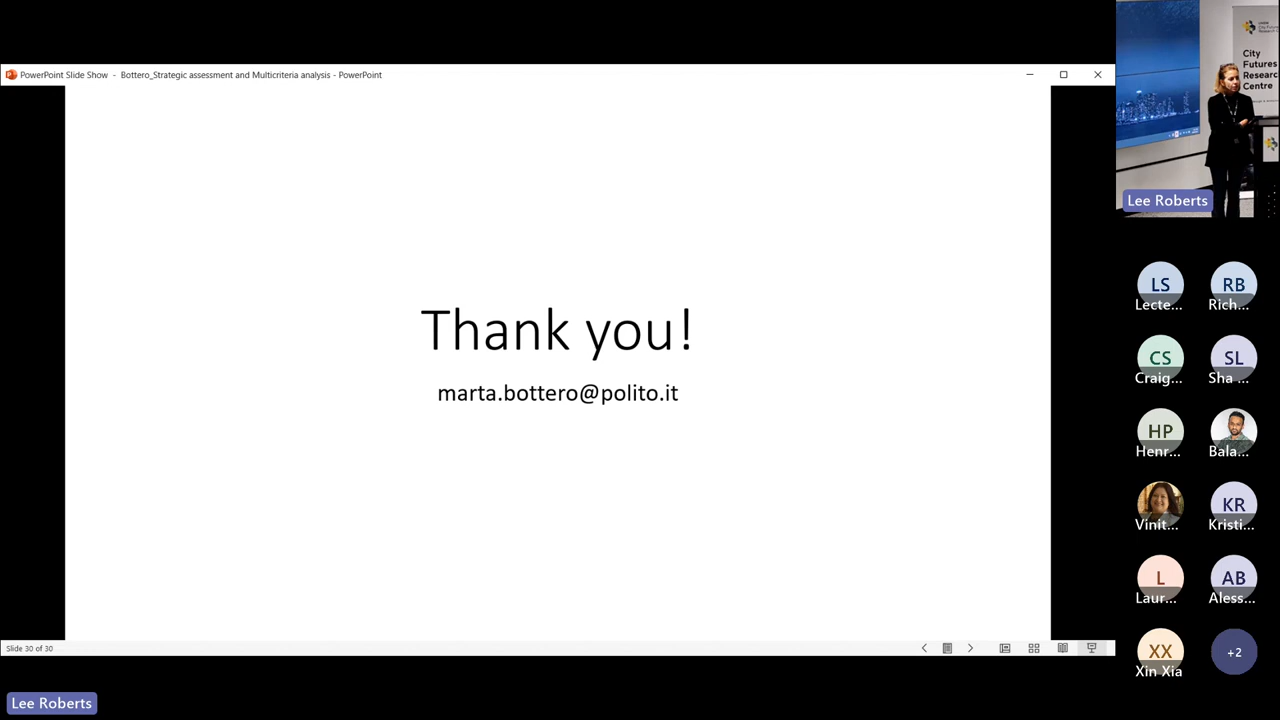 PowerPoint Slide Show - Bottero_Strategic assessment and Multicriteria analysis - PowerPoint
Thank you!
marta.bottero@polito.it
Slide 30 of 30
Lee Roberts
City
Futures
Research
Centre
Lee Roberts
LS
Lecte...
RB
Rich...
CS
Craig...
SL
Sha ...
HP
Henr...
Bala...
Vinit...
KR
Kristi...
L
Laur...
AB
Aless...
XX
Xin Xia
+2